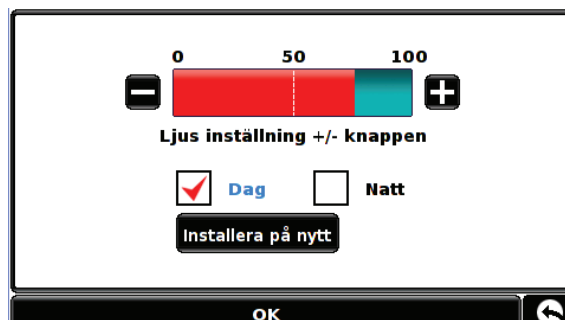 0 50 100
Ljus inställning +/- knappen
Dag Natt
Installera på nytt
OK